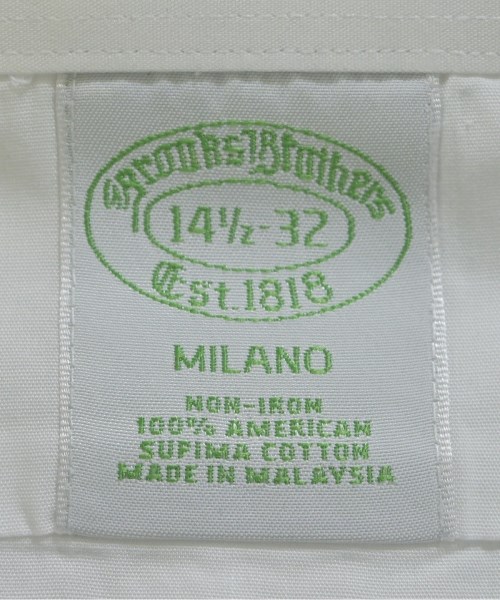 Brooks Brothers
14½-32
Est. 1818
MILANO
NON-IRON
100% AMERICAN
SUPIMA COTTON
MADE IN MALAYSIA